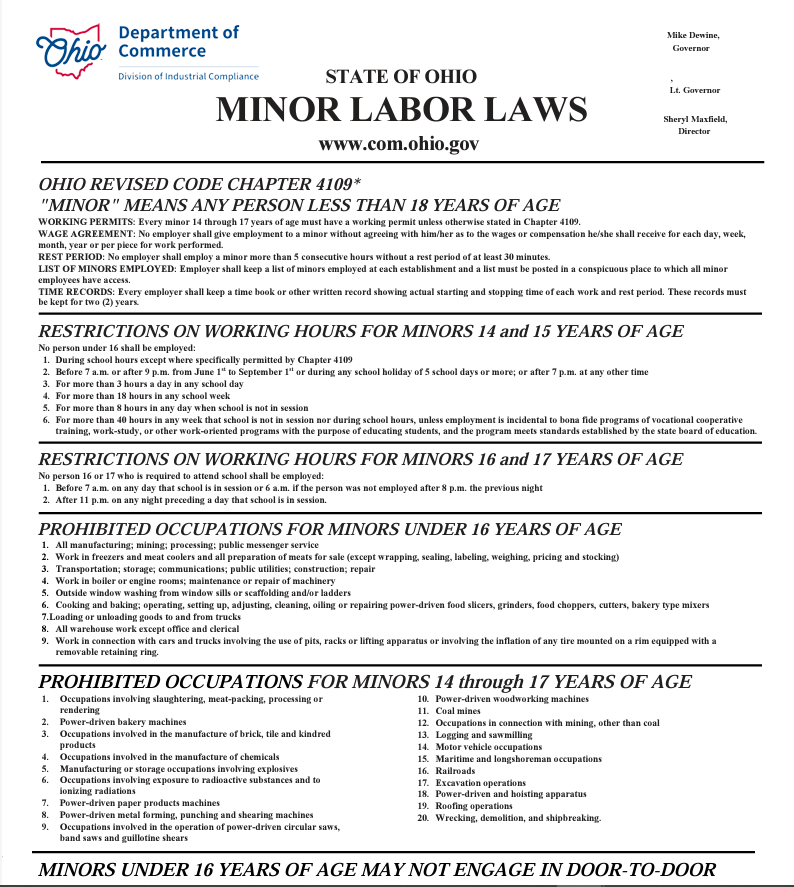 Ohio
Department of
Commerce
Division of Industrial Compliance
Mike Dewine,
Governor
,
Lt. Governor
Sheryl Maxfield,
Director
STATE OF OHIO
MINOR LABOR LAWS
www.com.ohio.gov
OHIO REVISED CODE CHAPTER 4109*
"MINOR" MEANS ANY PERSON LESS THAN 18 YEARS OF AGE
WORKING PERMITS: Every minor 14 through 17 years of age must have a working permit unless otherwise stated in Chapter 4109.
WAGE AGREEMENT: No employer shall give employment to a minor without agreeing with him/her as to the wages or compensation he/she shall receive for each day, week,
month, year or per piece for work performed.
REST PERIOD: No employer shall employ a minor more than 5 consecutive hours without a rest period of at least 30 minutes.
LIST OF MINORS EMPLOYED: Employer shall keep a list of minors employed at each establishment and a list must be posted in a conspicuous place to which all minor
employees have access.
TIME RECORDS: Every employer shall keep a time book or other written record showing actual starting and stopping time of each work and rest period. These records must
be kept for two (2) years.
RESTRICTIONS ON WORKING HOURS FOR MINORS 14 and 15 YEARS OF AGE
No person under 16 shall be employed:
1. During school hours except where specifically permitted by Chapter 4109
2. Before 7 a.m. or after 9 p.m. from June 1st to September 1st or during any school holiday of 5 school days or more; or after 7 p.m. at any other time
3. For more than 3 hours a day in any school day
4. For more than 18 hours in any school week
5. For more than 8 hours in any day when school is not in session
6. For more than 40 hours in any week that school is not in session nor during school hours, unless employment is incidental to bona fide programs of vocational cooperative
training, work-study, or other work-oriented programs with the purpose of educating students, and the program meets standards established by the state board of education.
RESTRICTIONS ON WORKING HOURS FOR MINORS 16 and 17 YEARS OF AGE
No person 16 or 17 who is required to attend school shall be employed:
1. Before 7 a.m. on any day that school is in session or 6 a.m. if the person was not employed after 8 p.m. the previous night
2. After 11 p.m. on any night preceding a day that school is in session.
PROHIBITED OCCUPATIONS FOR MINORS UNDER 16 YEARS OF AGE
1. All manufacturing; mining; processing; public messenger service
2. Work in freezers and meat coolers and all preparation of meats for sale (except wrapping, sealing, labeling, weighing, pricing and stocking)
3. Transportation; storage; communications; public utilities; construction; repair
4. Work in boiler or engine rooms; maintenance or repair of machinery
5. Outside window washing from window sills or scaffolding and/or ladders
6. Cooking and baking; operating, setting up, adjusting, cleaning, oiling or repairing power-driven food slicers, grinders, food choppers, cutters, bakery type mixers
7.Loading or unloading goods to and from trucks
8. All warehouse work except office and clerical
9. Work in connection with cars and trucks involving the use of pits, racks or lifting apparatus or involving the inflation of any tire mounted on a rim equipped with a
removable retaining ring.
PROHIBITED OCCUPATIONS FOR MINORS 14 through 17 YEARS OF AGE
1. Occupations involving slaughtering, meat-packing, processing or
rendering
2. Power-driven bakery machines
3. Occupations involved in the manufacture of brick, tile and kindred
products
4. Occupations involved in the manufacture of chemicals
5. Manufacturing or storage occupations involving explosives
6. Occupations involving exposure to radioactive substances and to
ionizing radiations
7. Power-driven paper products machines
8. Power-driven metal forming, punching and shearing machines
9. Occupations involved in the operation of power-driven circular saws,
band saws and guillotine shears
10. Power-driven woodworking machines
11. Coal mines
12. Occupations in connection with mining, other than coal
13. Logging and sawmilling
14. Motor vehicle occupations
15. Maritime and longshoreman occupations
16. Railroads
17. Excavation operations
18. Power-driven and hoisting apparatus
19. Roofing operations
20. Wrecking, demolition, and shipbreaking.
MINORS UNDER 16 YEARS OF AGE MAY NOT ENGAGE IN DOOR-TO-DOOR